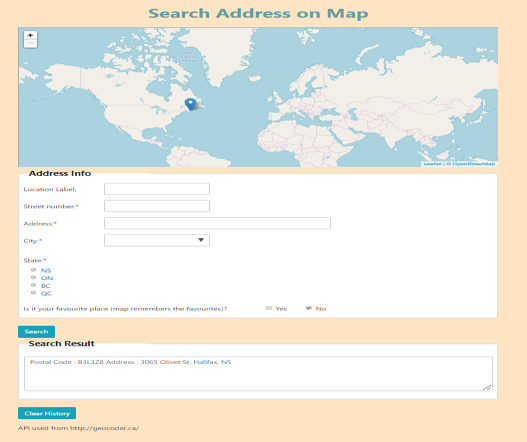 Search Address on Map
+
−
Leaflet | © OpenStreetMap
Address Info
Location Label:
Street number:*
Address:*
City:*
State:*
NS
ON
BC
QC
Is it your favourite place (map remembers the favourites)? Yes No
Search
Search Result
Postal Code : B3L3Z8 Address : 3065 Olivet St, Halifax, NS
Clear History
API used from http://geocoder.ca/